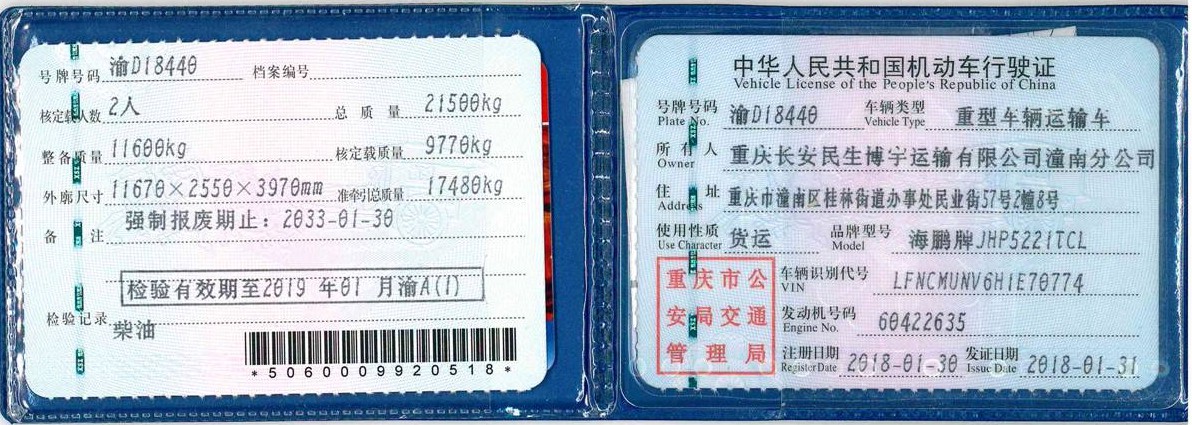 号牌号码 渝D18440 档案编号
核定载人数 2人 总质量 21500kg
整备质量 11600kg 核定载质量 9770kg
外廓尺寸 11670×2550×3970mm 准牵引总质量 17480kg
强制报废期止：2033-01-30
备注
检验有效期至2019 年01 月渝A(1)
检验记录
柴油
*5060009920518*
中华人民共和国机动车行驶证
Vehicle License of the People's Republic of China
号牌号码 渝D18440 车辆类型 重型车辆运输车
Plate No. Vehicle Type
所有人 重庆长安民生博宇运输有限公司潼南分公司
Owner
住址 重庆市潼南区桂林街道办事处民业街57号2幢8号
Address
使用性质 货运 品牌型号 海鹏牌JHP5221TCL
Use Character Model
重庆市公安局交通管理局
车辆识别代号 LFNCMUNV6H1E70774
VIN
发动机号码 60422635
Engine No.
注册日期 2018-01-30 发证日期 2018-01-31
Register Date Issue Date